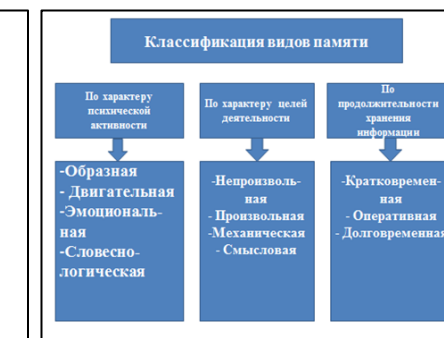 Классификация видов памяти
По характеру
психической
активности
По характеру целей
деятельности
По
продолжительности
хранения
информации
-Образная
- Двигательная
-Эмоциональ-
ная
-Словесно-
логическая
-Непроизволь-
ная
- Произвольная
-Механическая
- Смысловая
-Кратковремен-
ная
- Оперативная
- Долговременная